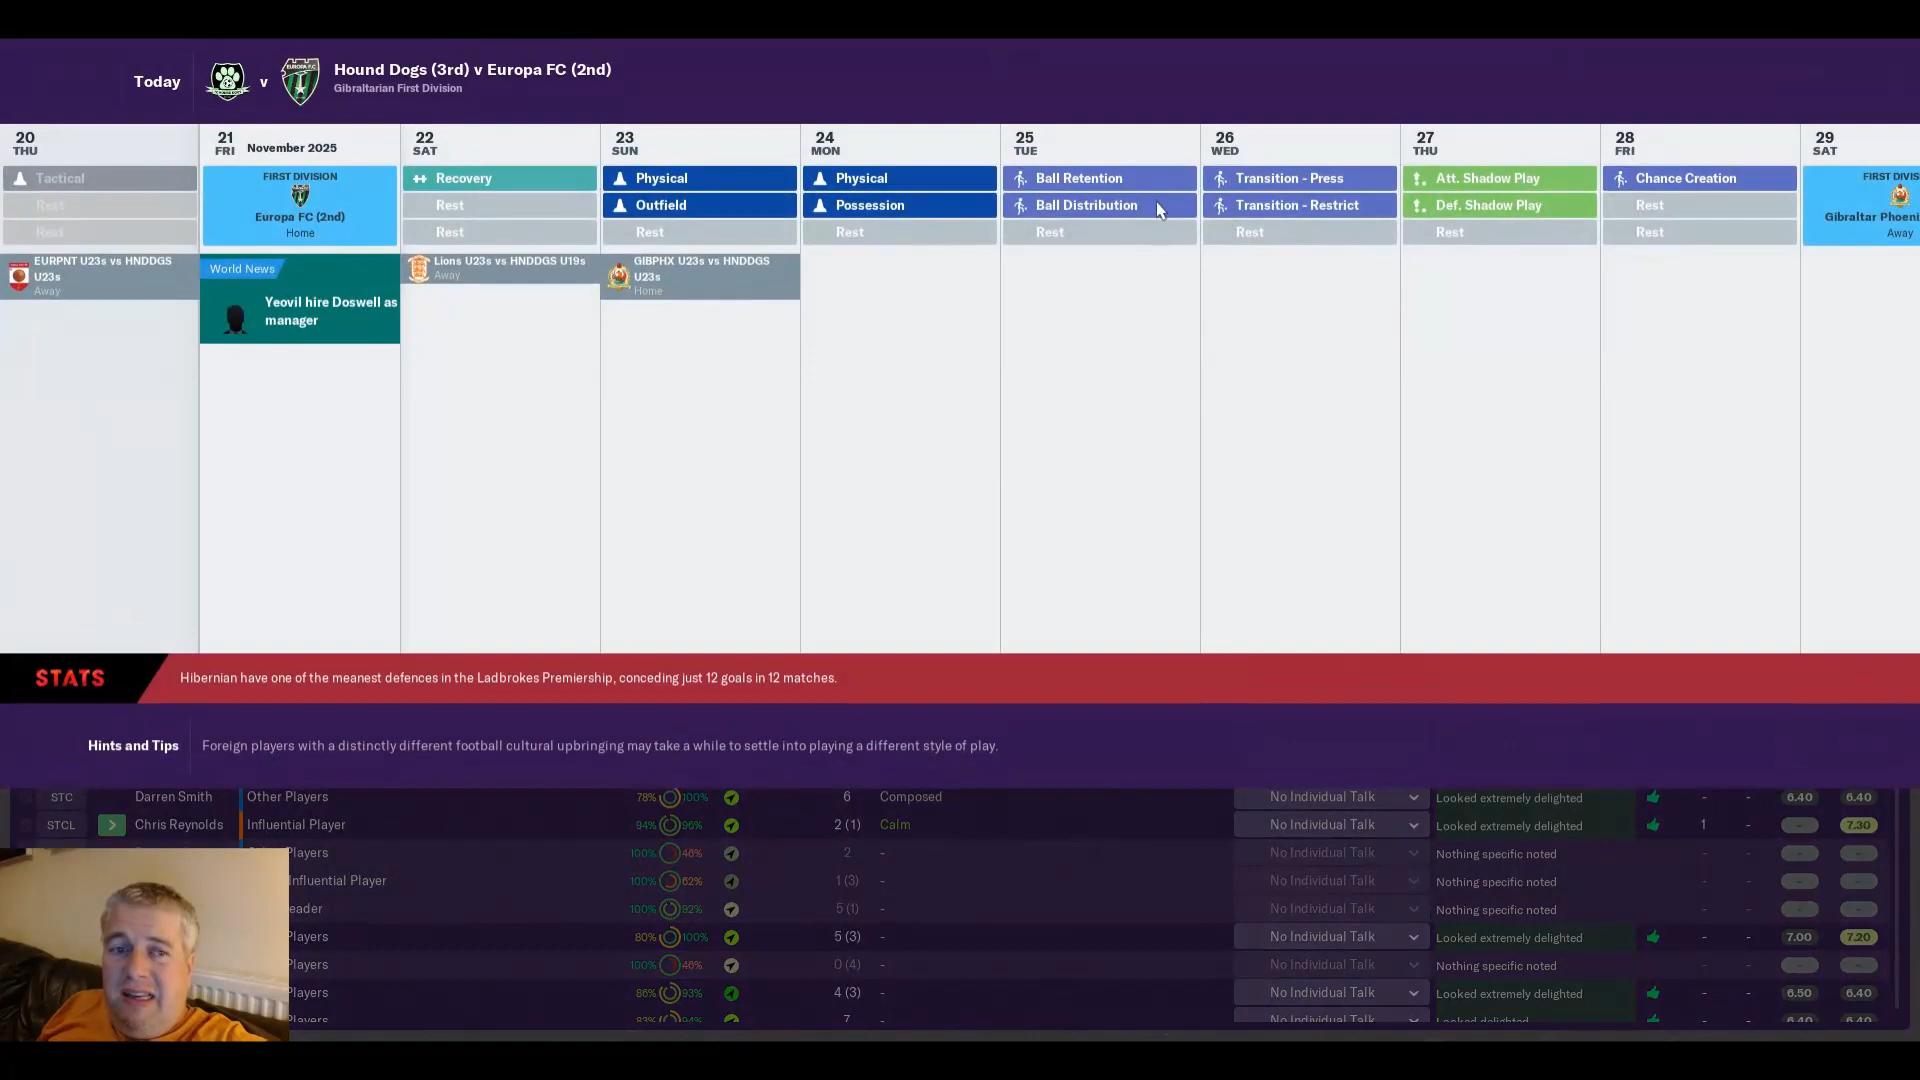 Today
v
Hound Dogs (3rd) v Europa FC (2nd)
Gibraltarian First Division
20
THU
21
FRI November 2025
22
SAT
23
SUN
24
MON
25
TUE
26
WED
27
THU
28
FRI
29
SAT
Tactical
Rest
Rest
FIRST DIVISION
Europa FC (2nd)
Home
Recovery
Rest
Rest
Physical
Outfield
Rest
Physical
Possession
Rest
Ball Retention
Ball Distribution
Rest
Transition - Press
Transition - Restrict
Rest
Att. Shadow Play
Def. Shadow Play
Rest
Chance Creation
Rest
Rest
FIRST DIVIS
Gibraltar Phoeni
Away
EURPNT U23s vs HNDDGS
U23s
Away
World News
Yeovil hire Doswell as
manager
Lions U23s vs HNDDGS U19s
Away
GIBPHX U23s vs HNDDGS
U23s
Home
STATS
Hibernian have one of the meanest defences in the Ladbrokes Premiership, conceding just 12 goals in 12 matches.
Hints and Tips
Foreign players with a distinctly different football cultural upbringing may take a while to settle into playing a different style of play.
STC Darren Smith Other Players 78% 100% 6 Composed No Individual Talk Looked extremely delighted - - 6.40 6.40
STCL Chris Reynolds Influential Player 94% 96% 2 (1) Calm No Individual Talk Looked extremely delighted 1 - - 7.30
Players 100% 46% 2 - No Individual Talk Nothing specific noted - - - -
Influential Player 100% 62% 1 (3) - No Individual Talk Nothing specific noted - - - -
eader 100% 92% 5 (1) - No Individual Talk Nothing specific noted - - - -
Players 80% 100% 5 (3) - No Individual Talk Looked extremely delighted - - 7.00 7.20
Players 100% 46% 0 (4) - No Individual Talk Nothing specific noted - - - -
Players 86% 93% 4 (3) - No Individual Talk Looked extremely delighted - - 6.50 6.40
Players 83% 94% 7 - No Individual Talk Looked delighted - - 6.40 6.40